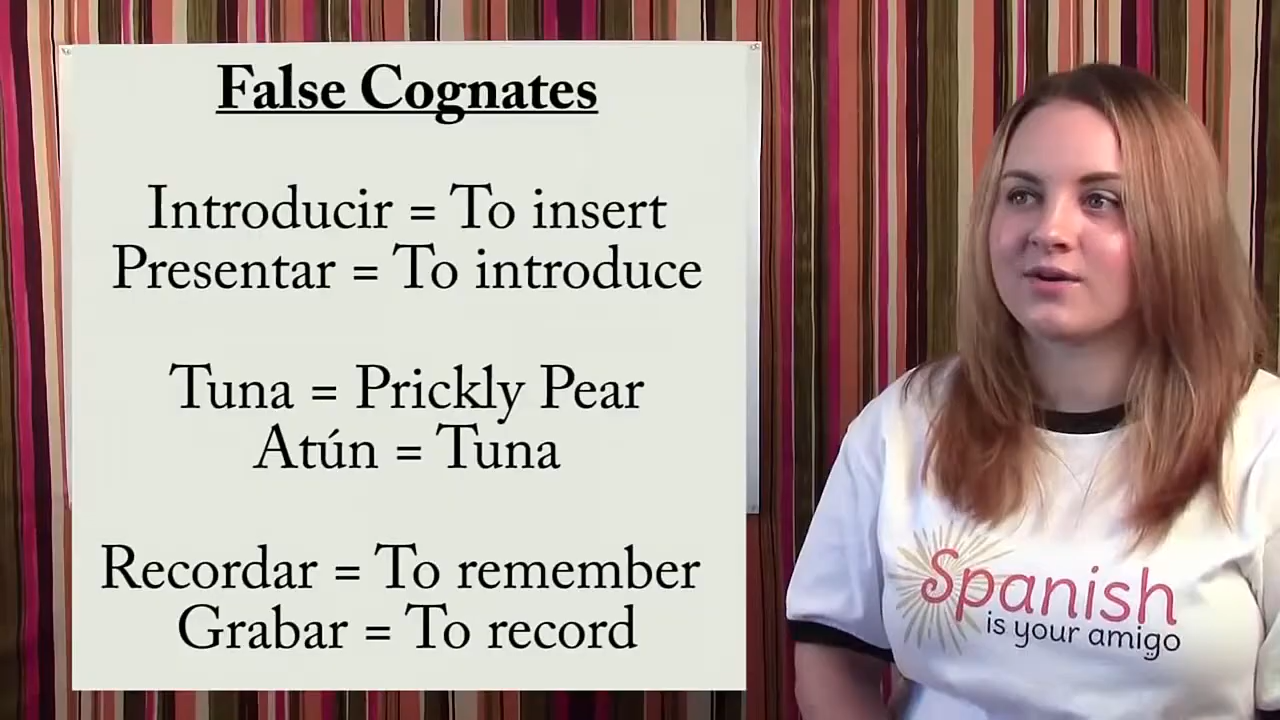 False Cognates
Introducir = To insert
Presentar = To introduce
Tuna = Prickly Pear
Atún = Tuna
Recordar = To remember
Grabar = To record
Spanish
is your amigo